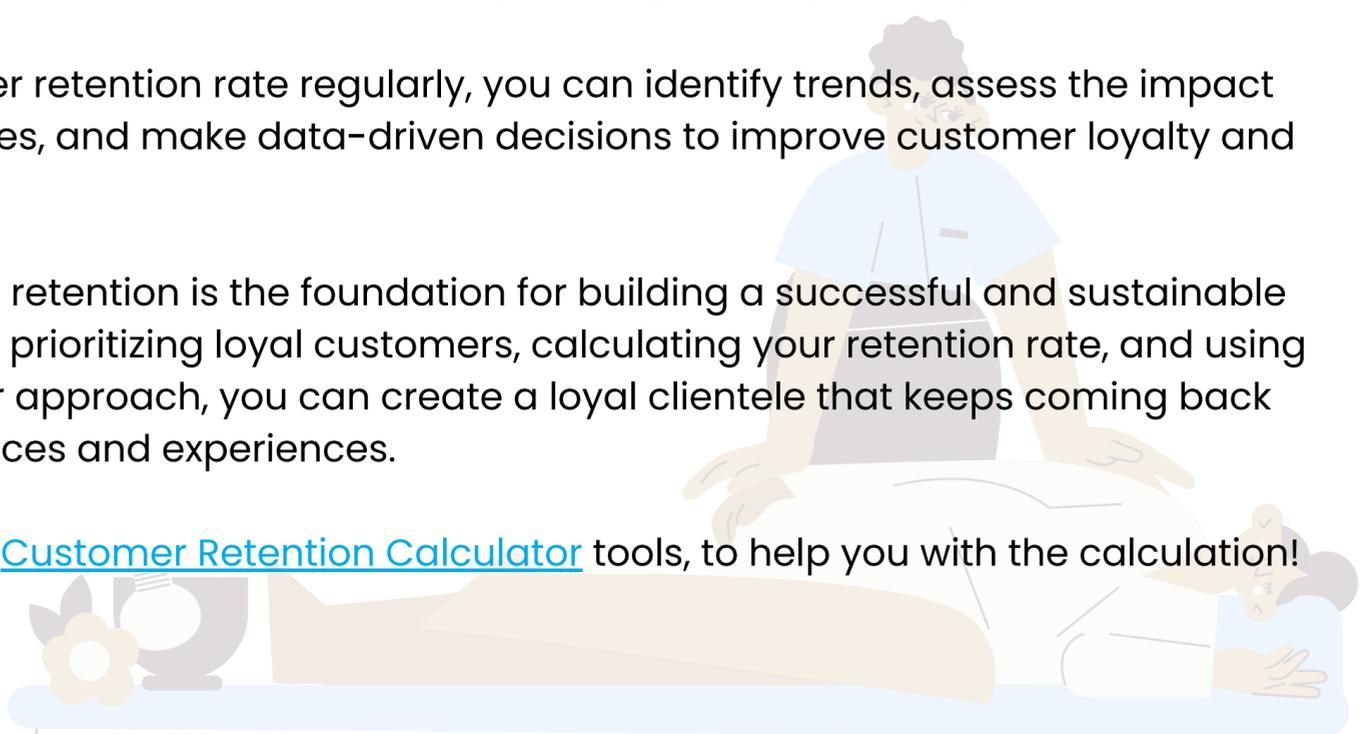 retention rate regularly, you can identify trends, assess the impact
and make data-driven decisions to improve customer loyalty and
retention is the foundation for building a successful and sustainable
prioritizing loyal customers, calculating your retention rate, and using
approach, you can create a loyal clientele that keeps coming back
and experiences.
Customer Retention Calculator tools, to help you with the calculation!